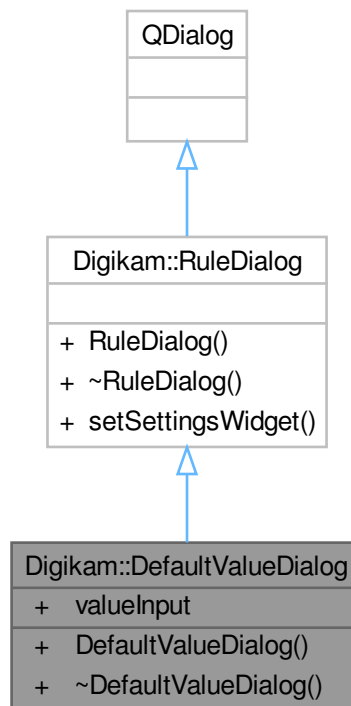 QDialog
Digikam::RuleDialog
+ RuleDialog()
+ ~RuleDialog()
+ setSettingsWidget()
Digikam::DefaultValueDialog
+ valueInput
+ DefaultValueDialog()
+ ~DefaultValueDialog()